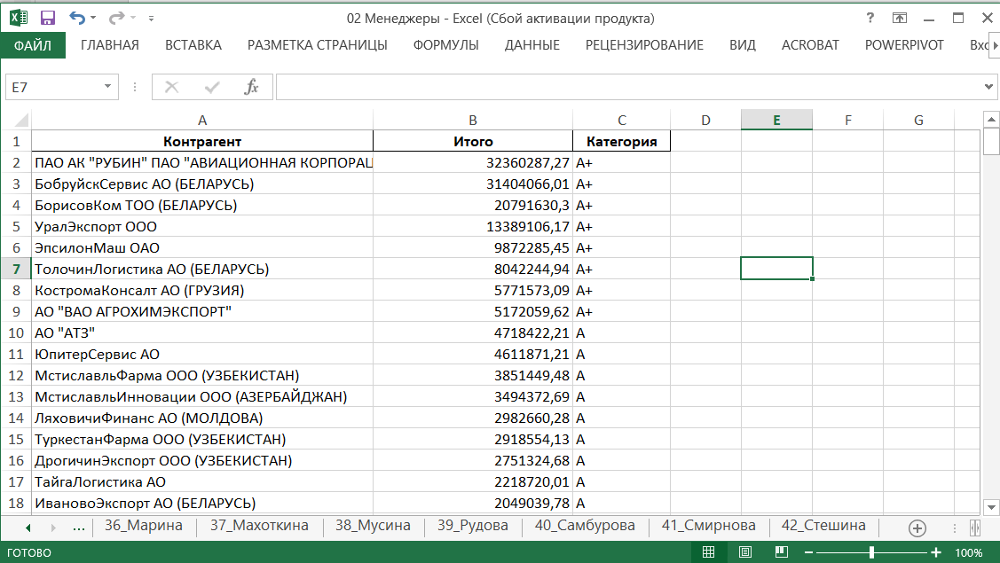 02 Менеджеры - Excel (Сбой активации продукта)
ФАЙЛ ГЛАВНАЯ ВСТАВКА РАЗМЕТКА СТРАНИЦЫ ФОРМУЛЫ ДАННЫЕ РЕЦЕНЗИРОВАНИЕ ВИД ACROBAT POWERPIVOT Вхс
E7 fx
A B C D E F G
1 Контрагент Итого Категория
2 ПАО АК "РУБИН" ПАО "АВИАЦИОННАЯ КОРПОРАЦ 32360287,27 A+
3 БобруйскСервис АО (БЕЛАРУСЬ) 31404066,01 A+
4 БорисовКом ТОО (БЕЛАРУСЬ) 20791630,3 A+
5 УралЭкспорт ООО 13389106,17 A+
6 ЭпсилонМаш ОАО 9872285,45 A+
7 ТолочинЛогистика АО (БЕЛАРУСЬ) 8042244,94 A+
8 КостромаКонсалт АО (ГРУЗИЯ) 5771573,09 A+
9 АО "ВАО АГРОХИМЭКСПОРТ" 5172059,62 A+
10 АО "АТЗ" 4718422,21 A
11 ЮпитерСервис АО 4611871,21 A
12 МстиславльФарма ООО (УЗБЕКИСТАН) 3851449,48 A
13 МстиславльИнновации ООО (АЗЕРБАЙДЖАН) 3494372,69 A
14 ЛяховичиФинанс АО (МОЛДОВА) 2982660,28 A
15 ТуркестанФарма ООО (УЗБЕКИСТАН) 2918554,13 A
16 ДрогичинЭкспорт ООО (УЗБЕКИСТАН) 2751324,68 A
17 ТайгаЛогистика АО 2218720,01 A
18 ИвановоЭкспорт АО (БЕЛАРУСЬ) 2049039,78 A
... 36_Марина 37_Махоткина 38_Мусина 39_Рудова 40_Самбурова 41_Смирнова 42_Стешина
ГОТОВО 100%